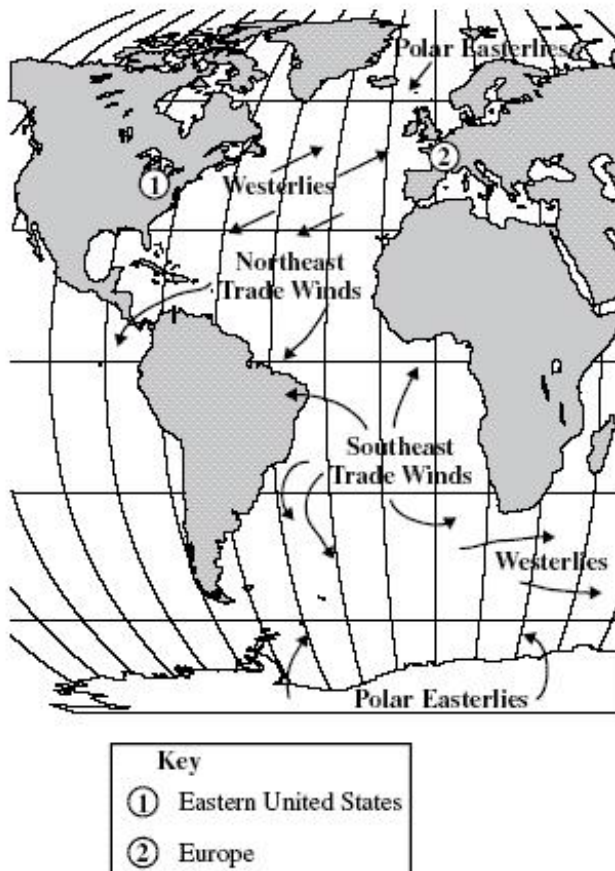 Polar Easterlies
2
1
Westerlies
Northeast
Trade Winds
Southeast
Trade Winds
Westerlies
Polar Easterlies
Key
1 Eastern United States
2 Europe